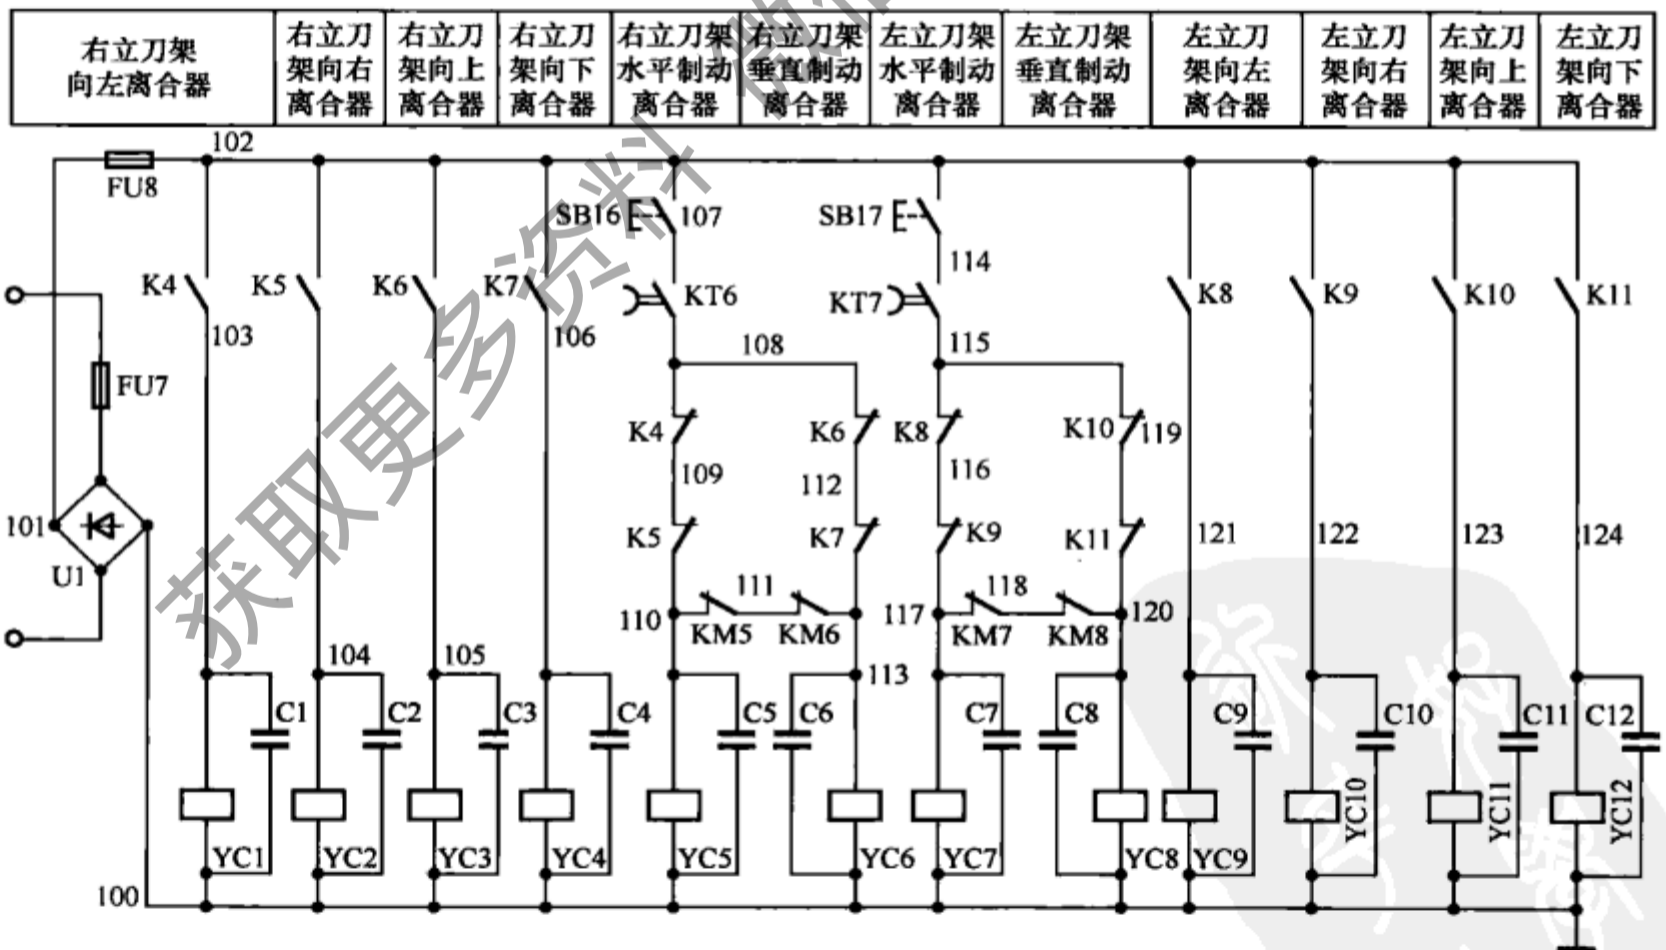 右立刀架
向左离合器
右立刀
架向右
离合器
右立刀
架向上
离合器
右立刀
架向下
离合器
右立刀架
水平制动
离合器
右立刀架
垂直制动
离合器
左立刀架
水平制动
离合器
左立刀架
垂直制动
离合器
左立刀
架向左
离合器
左立刀
架向右
离合器
左立刀
架向上
离合器
左立刀
架向下
离合器
102
FU8
SB16
107
SB17
114
K4
K5
K6
K7
KT6
KT7
K8
K9
K10
K11
103
106
108
115
FU7
K4
K6
K8
K10
119
109
112
116
101
K5
K7
K9
K11
121
122
123
124
U1
111
118
110
KM5
KM6
117
KM7
KM8
120
104
105
113
C1
C2
C3
C4
C5
C6
C7
C8
C9
C10
C11
C12
YC1
YC2
YC3
YC4
YC5
YC6
YC7
YC8
YC9
YC10
YC11
YC12
100
获取更多资料